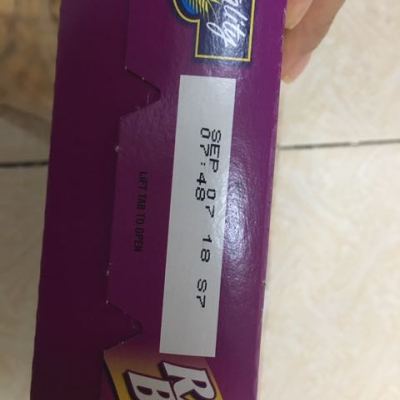 SEP 07 18 S7
07:48
LIFT TAB TO OPEN